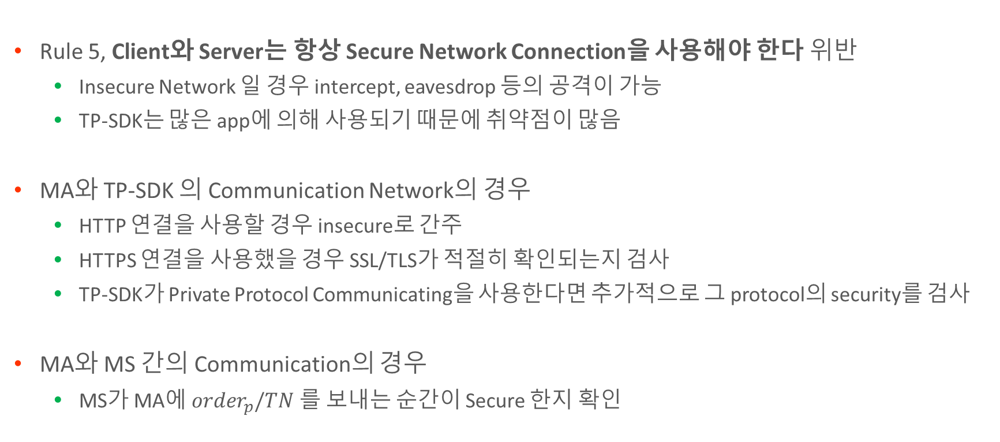 • Rule 5, Client와 Server는 항상 Secure Network Connection을 사용해야 한다 위반
• Insecure Network 일 경우 intercept, eavesdrop 등의 공격이 가능
• TP-SDK는 많은 app에 의해 사용되기 때문에 취약점이 많음
• MA와 TP-SDK 의 Communication Network의 경우
• HTTP 연결을 사용할 경우 insecure로 간주
• HTTPS 연결을 사용했을 경우 SSL/TLS가 적절히 확인되는지 검사
• TP-SDK가 Private Protocol Communicating을 사용한다면 추가적으로 그 protocol의 security를 검사
• MA와 MS 간의 Communication의 경우
• MS가 MA에 𝑜𝑟𝑑𝑒𝑟ₚ/𝑇𝑁 를 보내는 순간이 Secure 한지 확인